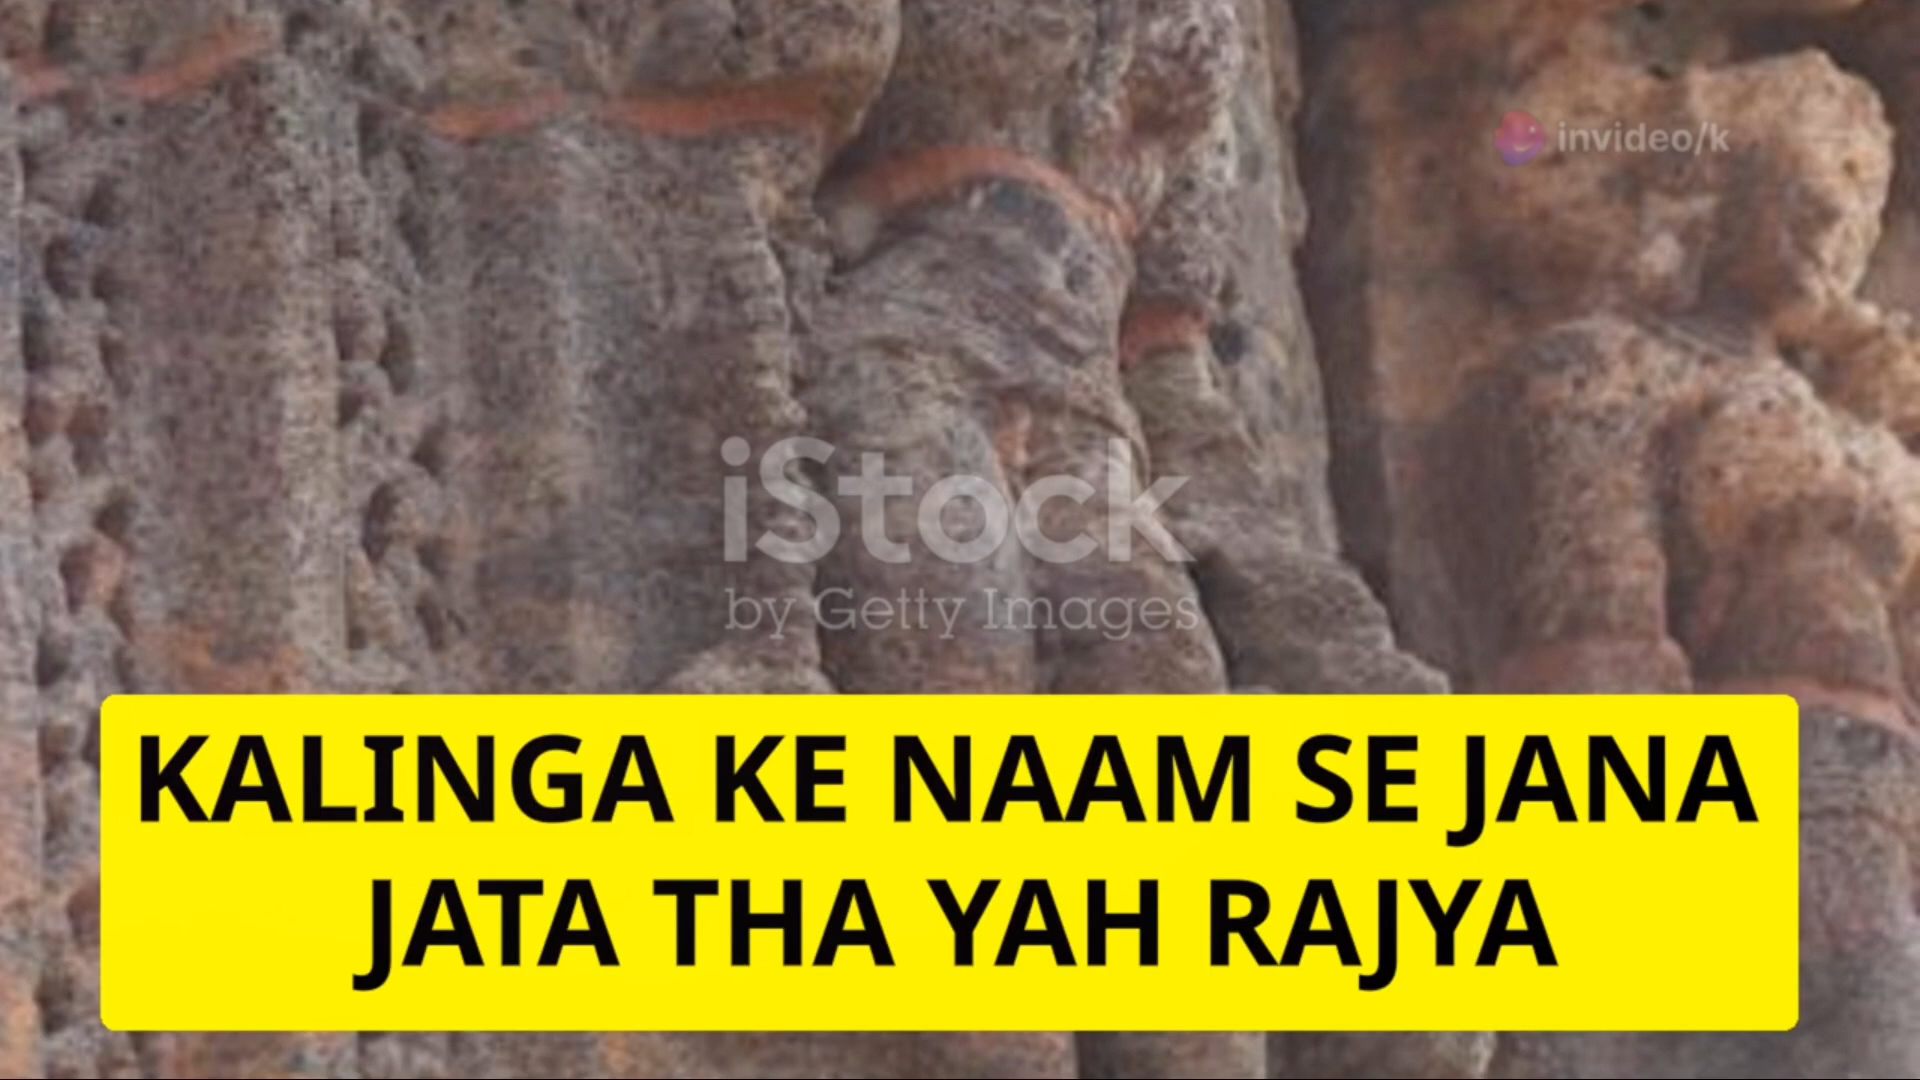 invideo/k
iStock
by Getty Images
KALINGA KE NAAM SE JANA
JATA THA YAH RAJYA